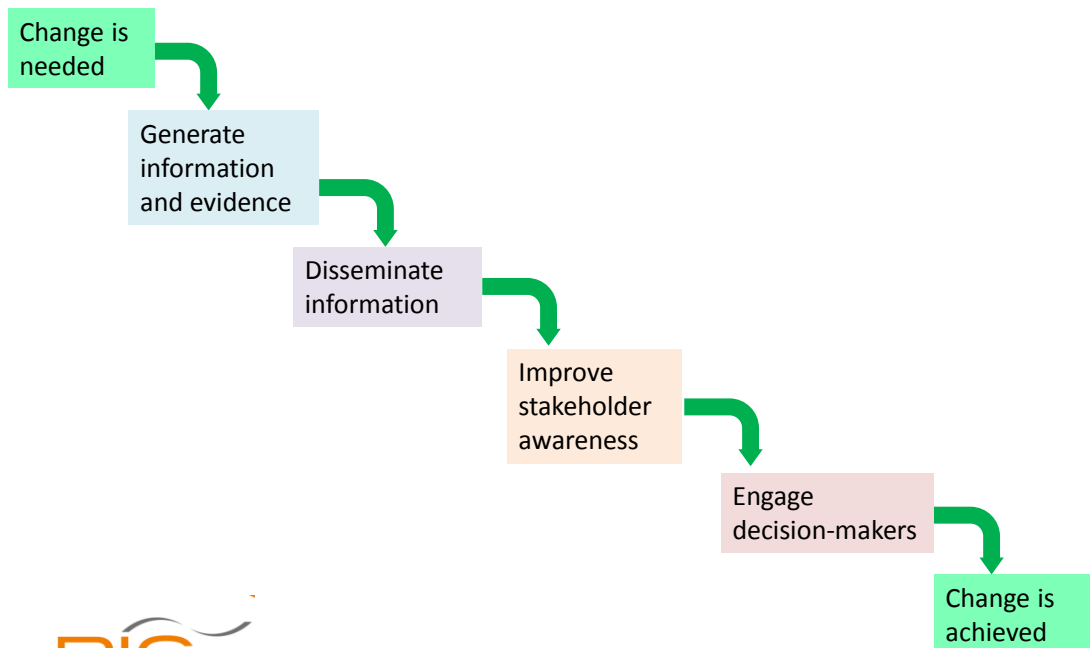 Change is
needed
Generate
information
and evidence
Disseminate
information
Improve
stakeholder
awareness
Engage
decision-makers
Change is
achieved